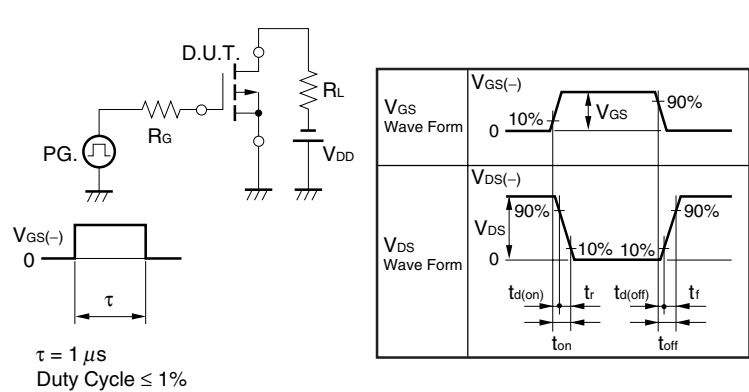 D.U.T.
RL
RG
PG.
VDD
VGS(−)
0
τ
τ = 1 μs
Duty Cycle ≤ 1%
VGS
Wave Form
VGS(−)
10%
VGS
90%
0
VDS
Wave Form
VDS(−)
90%
90%
VDS
10% 10%
0
td(on) tr td(off) tf
ton toff